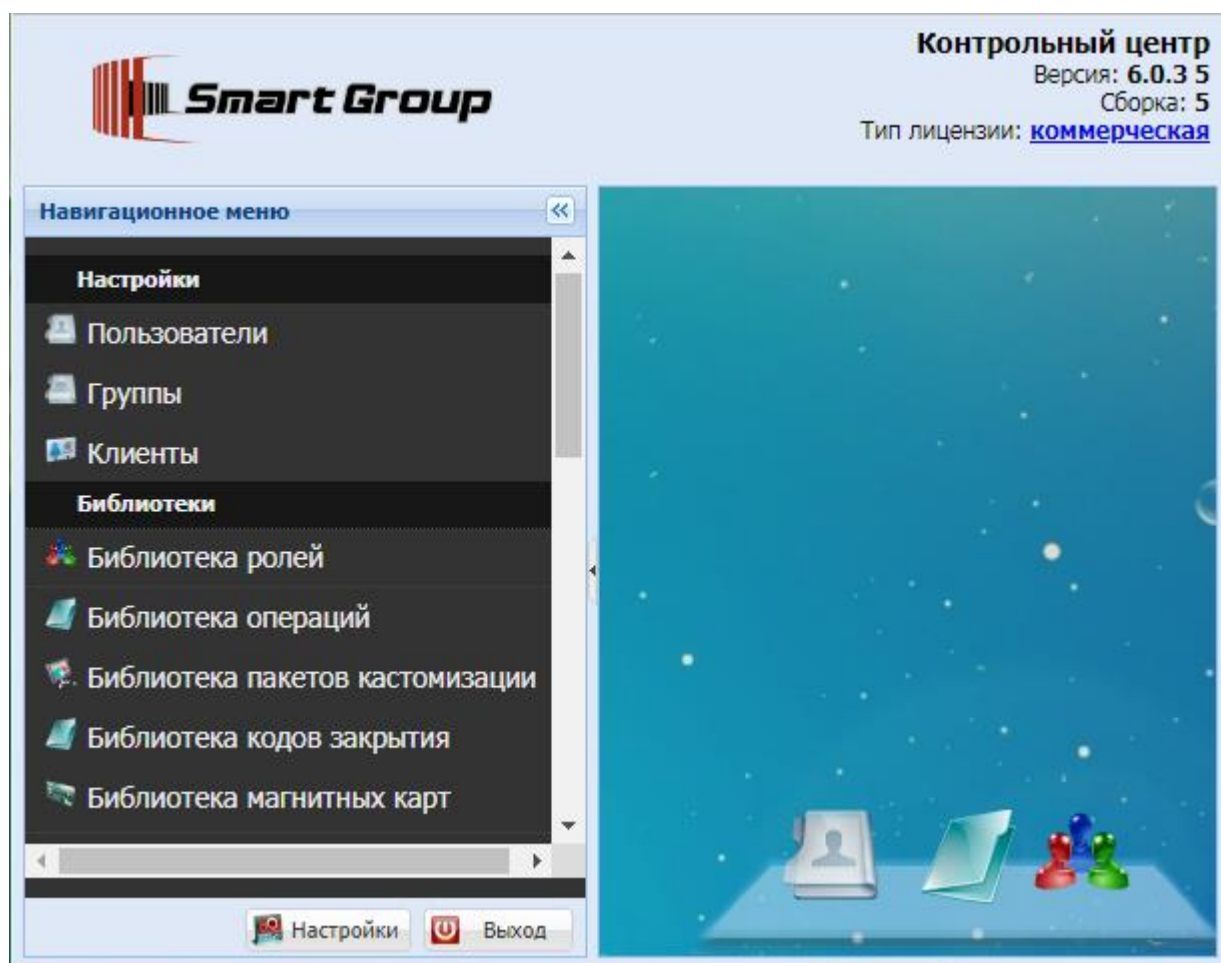 Smart Group
Контрольный центр
Версия: 6.0.3 5
Сборка: 5
Тип лицензии: коммерческая
Навигационное меню
Настройки
Пользователи
Группы
Клиенты
Библиотеки
Библиотека ролей
Библиотека операций
Библиотека пакетов кастомизации
Библиотека кодов закрытия
Библиотека магнитных карт
Настройки
Выход